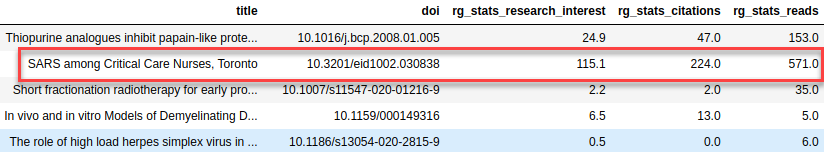 title doi rg_stats_research_interest rg_stats_citations rg_stats_reads
Thiopurine analogues inhibit papain-like prote... 10.1016/j.bcp.2008.01.005 24.9 47.0 153.0
SARS among Critical Care Nurses, Toronto 10.3201/eid1002.030838 115.1 224.0 571.0
Short fractionation radiotherapy for early pro... 10.1007/s11547-020-01216-9 2.2 2.0 35.0
In vivo and in vitro Models of Demyelinating D... 10.1159/000149316 6.5 13.0 5.0
The role of high load herpes simplex virus in ... 10.1186/s13054-020-2815-9 0.5 0.0 6.0